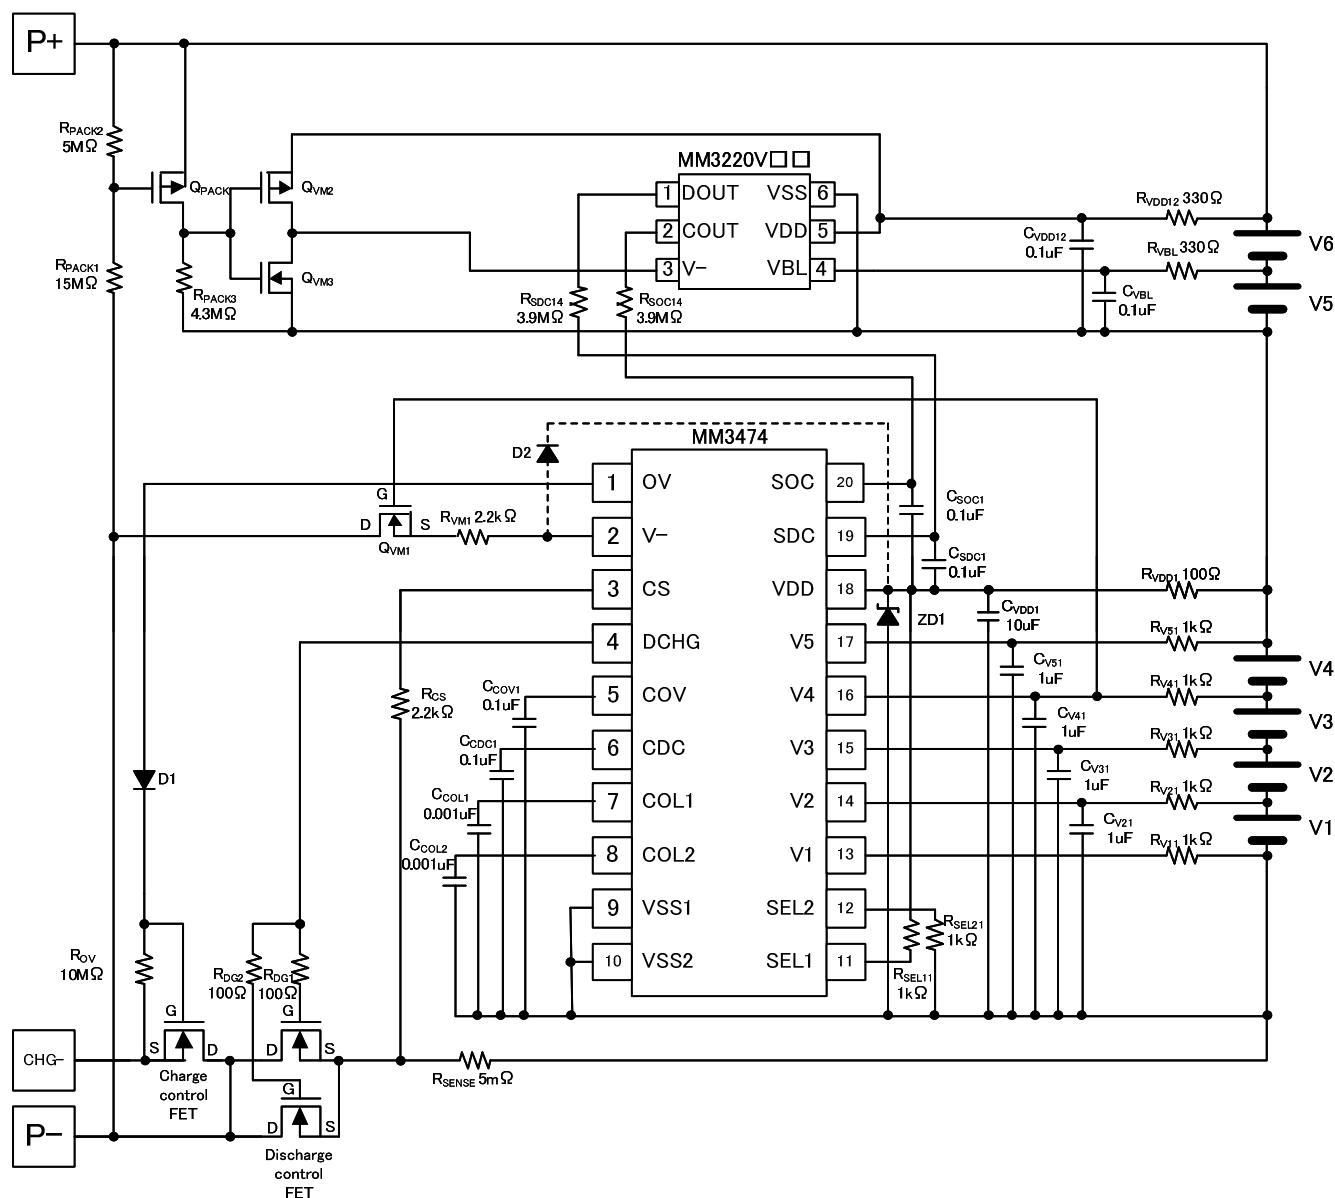 P+
RPACK2
5MΩ
QPACK
QVM2
RPACK1
15MΩ
RPACK3
4.3MΩ
QVM3
MM3220V□□
1 DOUT VSS 6
2 COUT VDD 5
3 V- VBL 4
RSDC14
3.9MΩ
RSOC14
3.9MΩ
RVDD12 330Ω
CVDD12
0.1uF
RVBL 330Ω
CVBL
0.1uF
V6
V5
MM3474
D2
1 OV SOC 20
2 V- SDC 19
3 CS VDD 18
4 DCHG V5 17
5 COV V4 16
6 CDC V3 15
7 COL1 V2 14
8 COL2 V1 13
9 VSS1 SEL2 12
10 VSS2 SEL1 11
G
D
S
QVM1
RVM1 2.2kΩ
CSOC1
0.1uF
CSDC1
0.1uF
RVDD1 100Ω
ZD1
CVDD1
10uF
RV51 1kΩ
CV51
1uF
RV41 1kΩ
CV41
1uF
RV31 1kΩ
CV31
1uF
RV21 1kΩ
CV21
1uF
RV11 1kΩ
V4
V3
V2
V1
RCS
2.2kΩ
CCOV1
0.1uF
CCDC1
0.1uF
CCOL1
0.001uF
CCOL2
0.001uF
D1
RSEL21
1kΩ
RSEL11
1kΩ
ROV
10MΩ
RDG2
100Ω
RDG1
100Ω
G
S
D
G
D
S
G
D
S
CHG-
Charge
control
FET
RSENSE 5mΩ
P-
Discharge
control
FET